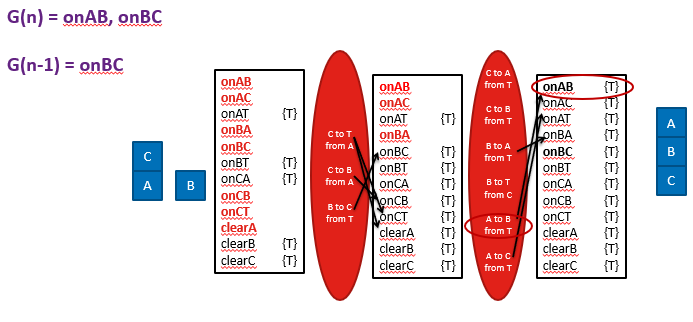 G(n) = onAB, onBC
G(n-1) = onBC
C
A
B
onAB
onAC
onAT {T}
onBA
onBC
onBT {T}
onCA {T}
onCB
onCT
clearA
clearB {T}
clearC {T}
C to T
from A
C to B
from A
B to C
from T
onAB
onAC
onAT {T}
onBA
onBC {T}
onBT {T}
onCA {T}
onCB {T}
onCT {T}
clearA {T}
clearB {T}
clearC {T}
C to A
from T
C to B
from T
B to A
from T
B to T
from C
A to B
from T
A to C
from T
onAB {T}
onAC {T}
onAT {T}
onBA {T}
onBC {T}
onBT {T}
onCA {T}
onCB {T}
onCT {T}
clearA {T}
clearB {T}
clearC {T}
A
B
C